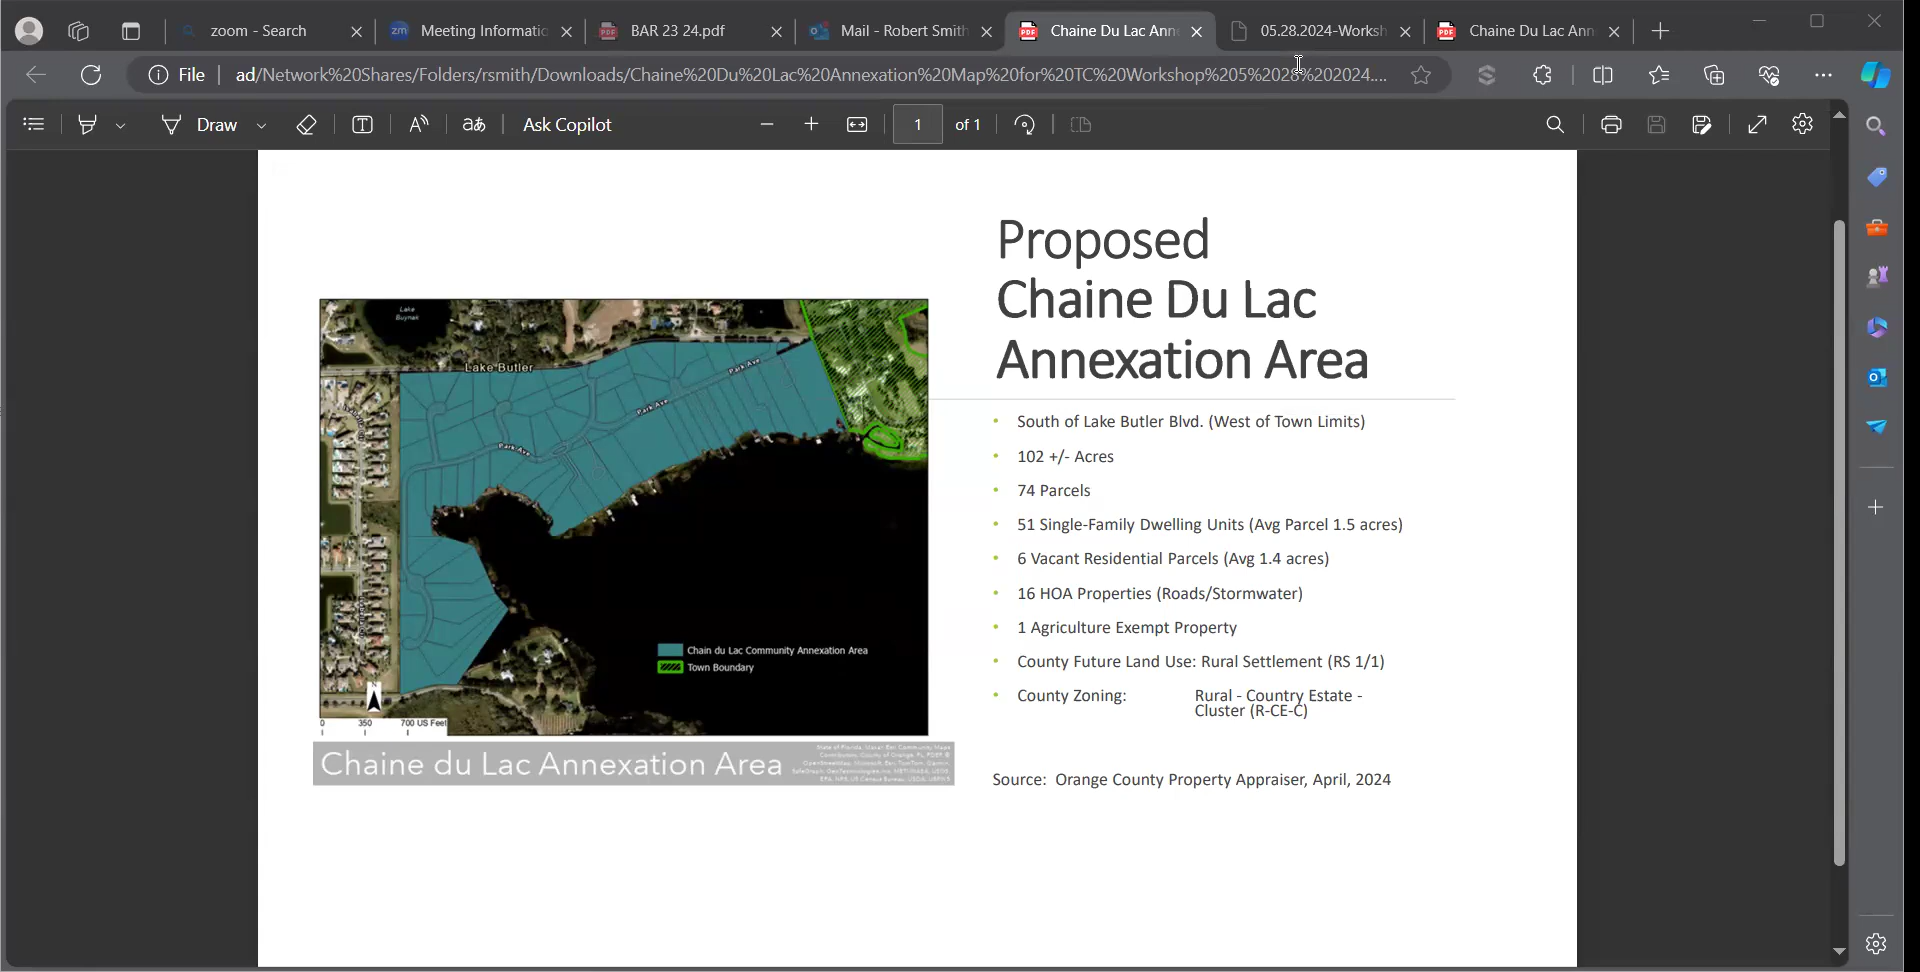 zoom - Search
Meeting Informatic
BAR 23 24.pdf
Mail - Robert Smith
Chaine Du Lac Ann
05.28.2024-Worksh
Chaine Du Lac Ann
File
ad/Network%20Shares/Folders/rsmith/Downloads/Chaine%20Du%20Lac%20Annexation%20Map%20for%20TC%20Workshop%205%2028%202024....
Draw
Ask Copilot
1 of 1
Proposed
Chaine Du Lac
Annexation Area
• South of Lake Butler Blvd. (West of Town Limits)
• 102 +/- Acres
• 74 Parcels
• 51 Single-Family Dwelling Units (Avg Parcel 1.5 acres)
• 6 Vacant Residential Parcels (Avg 1.4 acres)
• 16 HOA Properties (Roads/Stormwater)
• 1 Agriculture Exempt Property
• County Future Land Use: Rural Settlement (RS 1/1)
• County Zoning: Rural - Country Estate -
Cluster (R-CE-C)
Source: Orange County Property Appraiser, April, 2024
Lake
Buynak
Lake Butler
Park Ave
Park Ave
Park Ave
Chain du Lac Community Annexation Area
Town Boundary
N
0 350 700 US Feet
Chaine du Lac Annexation Area